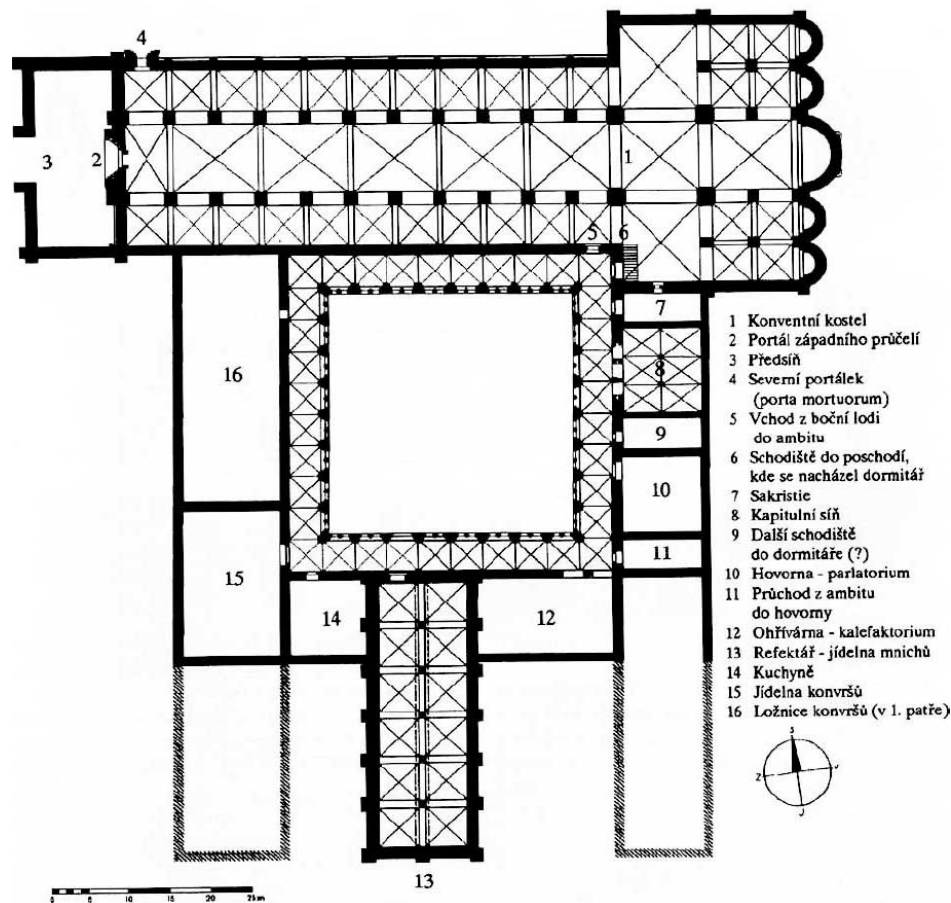 4
3
2
1
5
6
7
16
8
9
10
11
15
14
12
13
1 Konventní kostel
2 Portál západního průčelí
3 Předsíň
4 Severní portálek
(porta mortuorum)
5 Vchod z boční lodi
do ambitu
6 Schodiště do poschodí,
kde se nacházel dormitář
7 Sakristie
8 Kapitulní síň
9 Další schodiště
do dormitáře (?)
10 Hovorna - parlatorium
11 Průchod z ambitu
do hovorny
12 Ohřívárna - kalefaktorium
13 Refektář - jídelna mnichů
14 Kuchyně
15 Jídelna konvršů
16 Ložnice konvršů (v 1. patře)
S
Z
V
J
0 5 10 15 20 25m